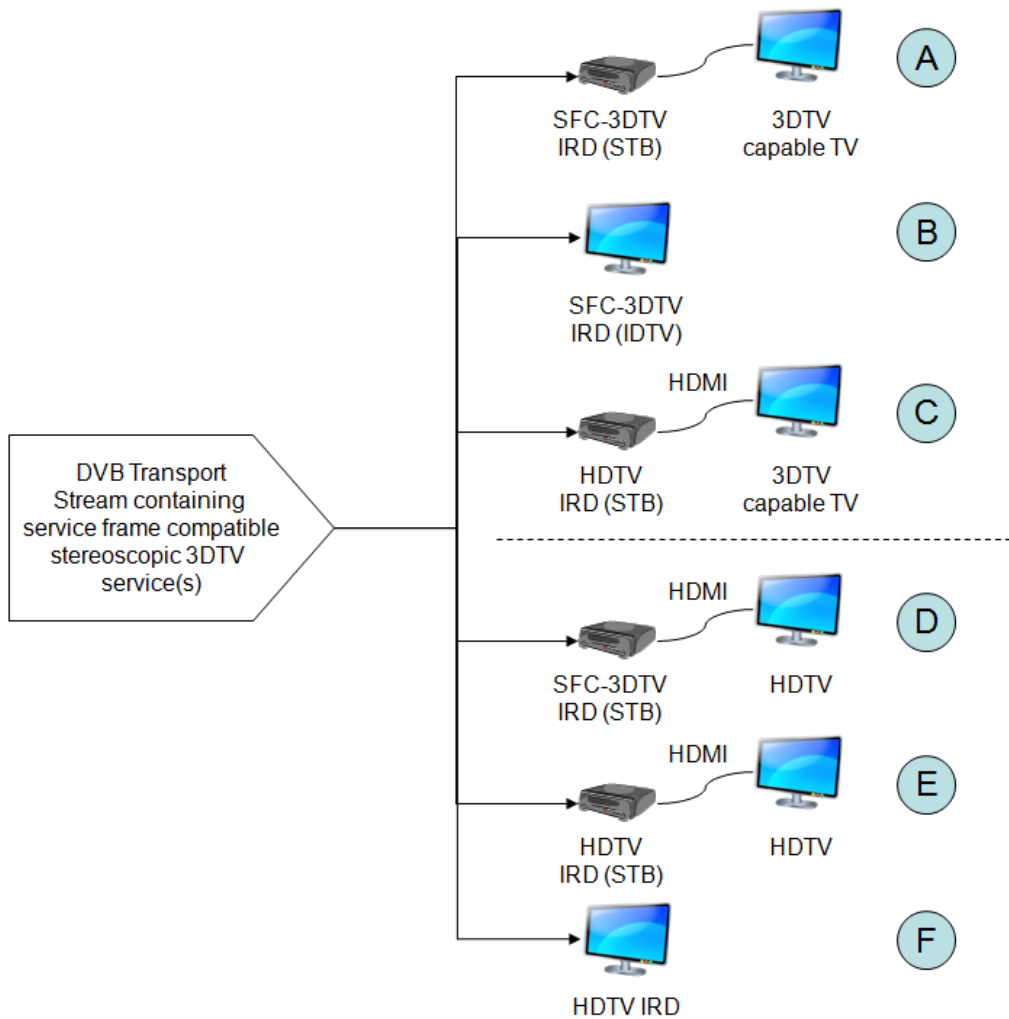 A
SFC-3DTV
IRD (STB)
3DTV
capable TV
B
SFC-3DTV
IRD (IDTV)
HDMI
C
HDTV
IRD (STB)
3DTV
capable TV
DVB Transport
Stream containing
service frame compatible
stereoscopic 3DTV
service(s)
HDMI
D
SFC-3DTV
IRD (STB)
HDTV
HDMI
E
HDTV
IRD (STB)
HDTV
F
HDTV IRD